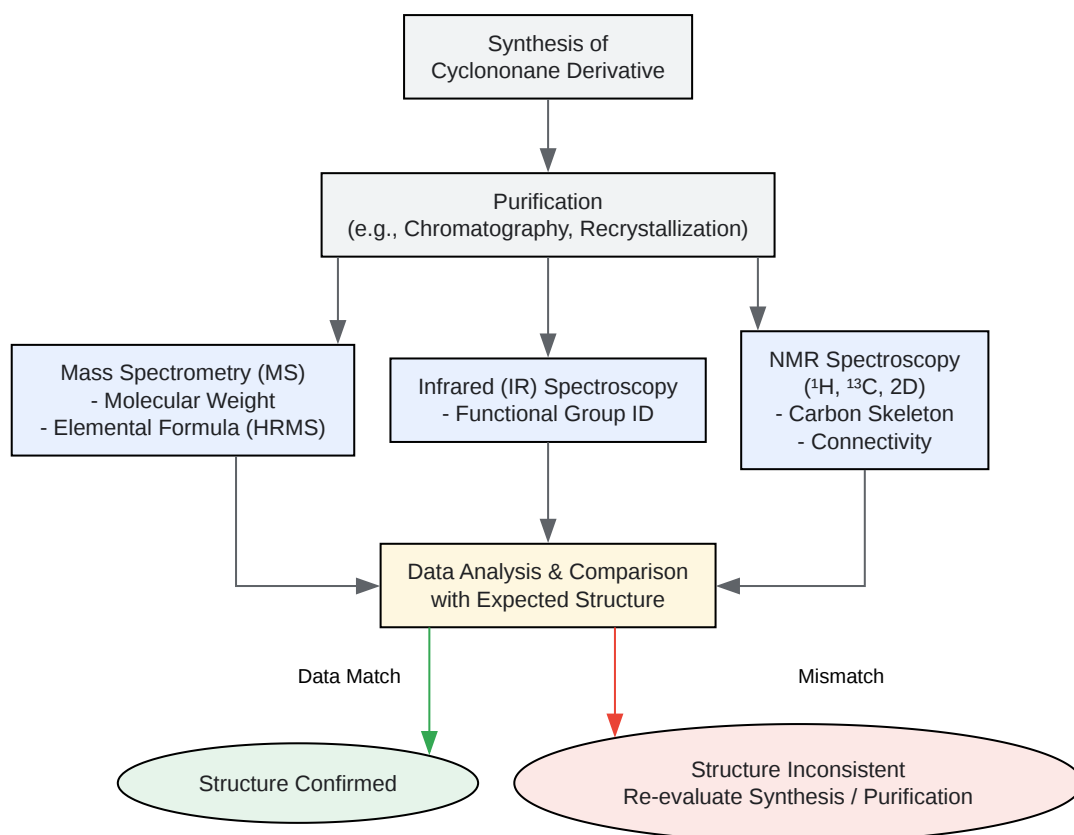 Synthesis of
Cyclononane Derivative
Purification
(e.g., Chromatography, Recrystallization)
Mass Spectrometry (MS)
- Molecular Weight
- Elemental Formula (HRMS)
Infrared (IR) Spectroscopy
- Functional Group ID
NMR Spectroscopy
(¹H, ¹³C, 2D)
- Carbon Skeleton
- Connectivity
Data Analysis & Comparison
with Expected Structure
Data Match
Mismatch
Structure Confirmed
Structure Inconsistent
Re-evaluate Synthesis / Purification